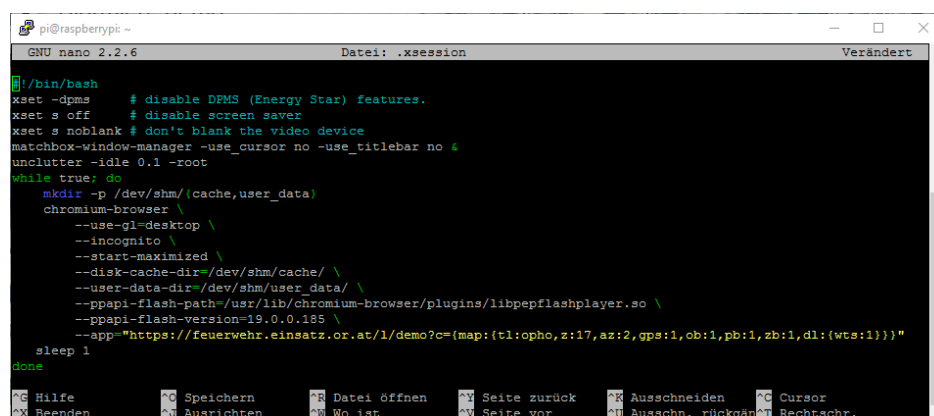 pi@raspberrypi: ~
GNU nano 2.2.6 Datei: .xsession Verändert
#!/bin/bash
xset -dpms # disable DPMS (Energy Star) features.
xset s off # disable screen saver
xset s noblank # don't blank the video device
matchbox-window-manager -use_cursor no -use_titlebar no &
unclutter -idle 0.1 -root
while true; do
mkdir -p /dev/shm/{cache,user_data}
chromium-browser \
--use-gl=desktop \
--incognito \
--start-maximized \
--disk-cache-dir=/dev/shm/cache/ \
--user-data-dir=/dev/shm/user_data/ \
--ppapi-flash-path=/usr/lib/chromium-browser/plugins/libpepflashplayer.so \
--ppapi-flash-version=19.0.0.185 \
--app="https://feuerwehr.einsatz.or.at/l/demo?c={map:{tl:opho,z:17,az:2,gps:1,ob:1,pb:1,zb:1,dl:{wts:1}}}"
sleep 1
done
^G Hilfe ^O Speichern ^R Datei öffnen ^Y Seite zurück ^K Ausschneiden ^C Cursor
^X Beenden ^J Ausrichten ^W Wo ist ^V Seite vor ^U Ausschn. rückgän^T Rechtschr.